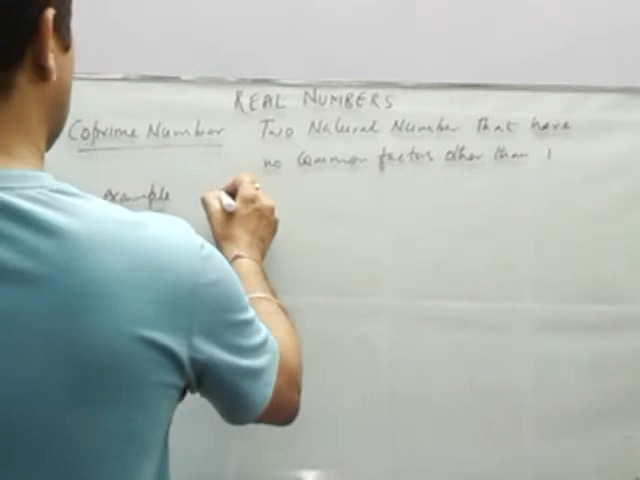 REAL NUMBERS
Coprime Number Two Natural Number That have
no common factors other than 1
example